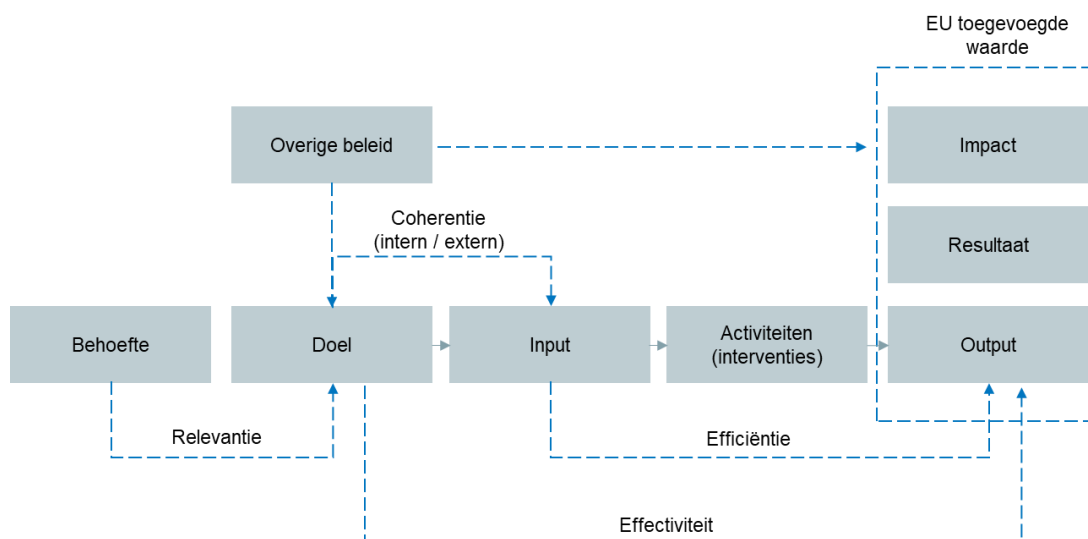 EU toegevoegde
waarde
Overige beleid
Impact
Coherentie
(intern / extern)
Resultaat
Behoefte
Doel
Input
Activiteiten
(interventies)
Output
Relevantie
Efficiëntie
Effectiviteit